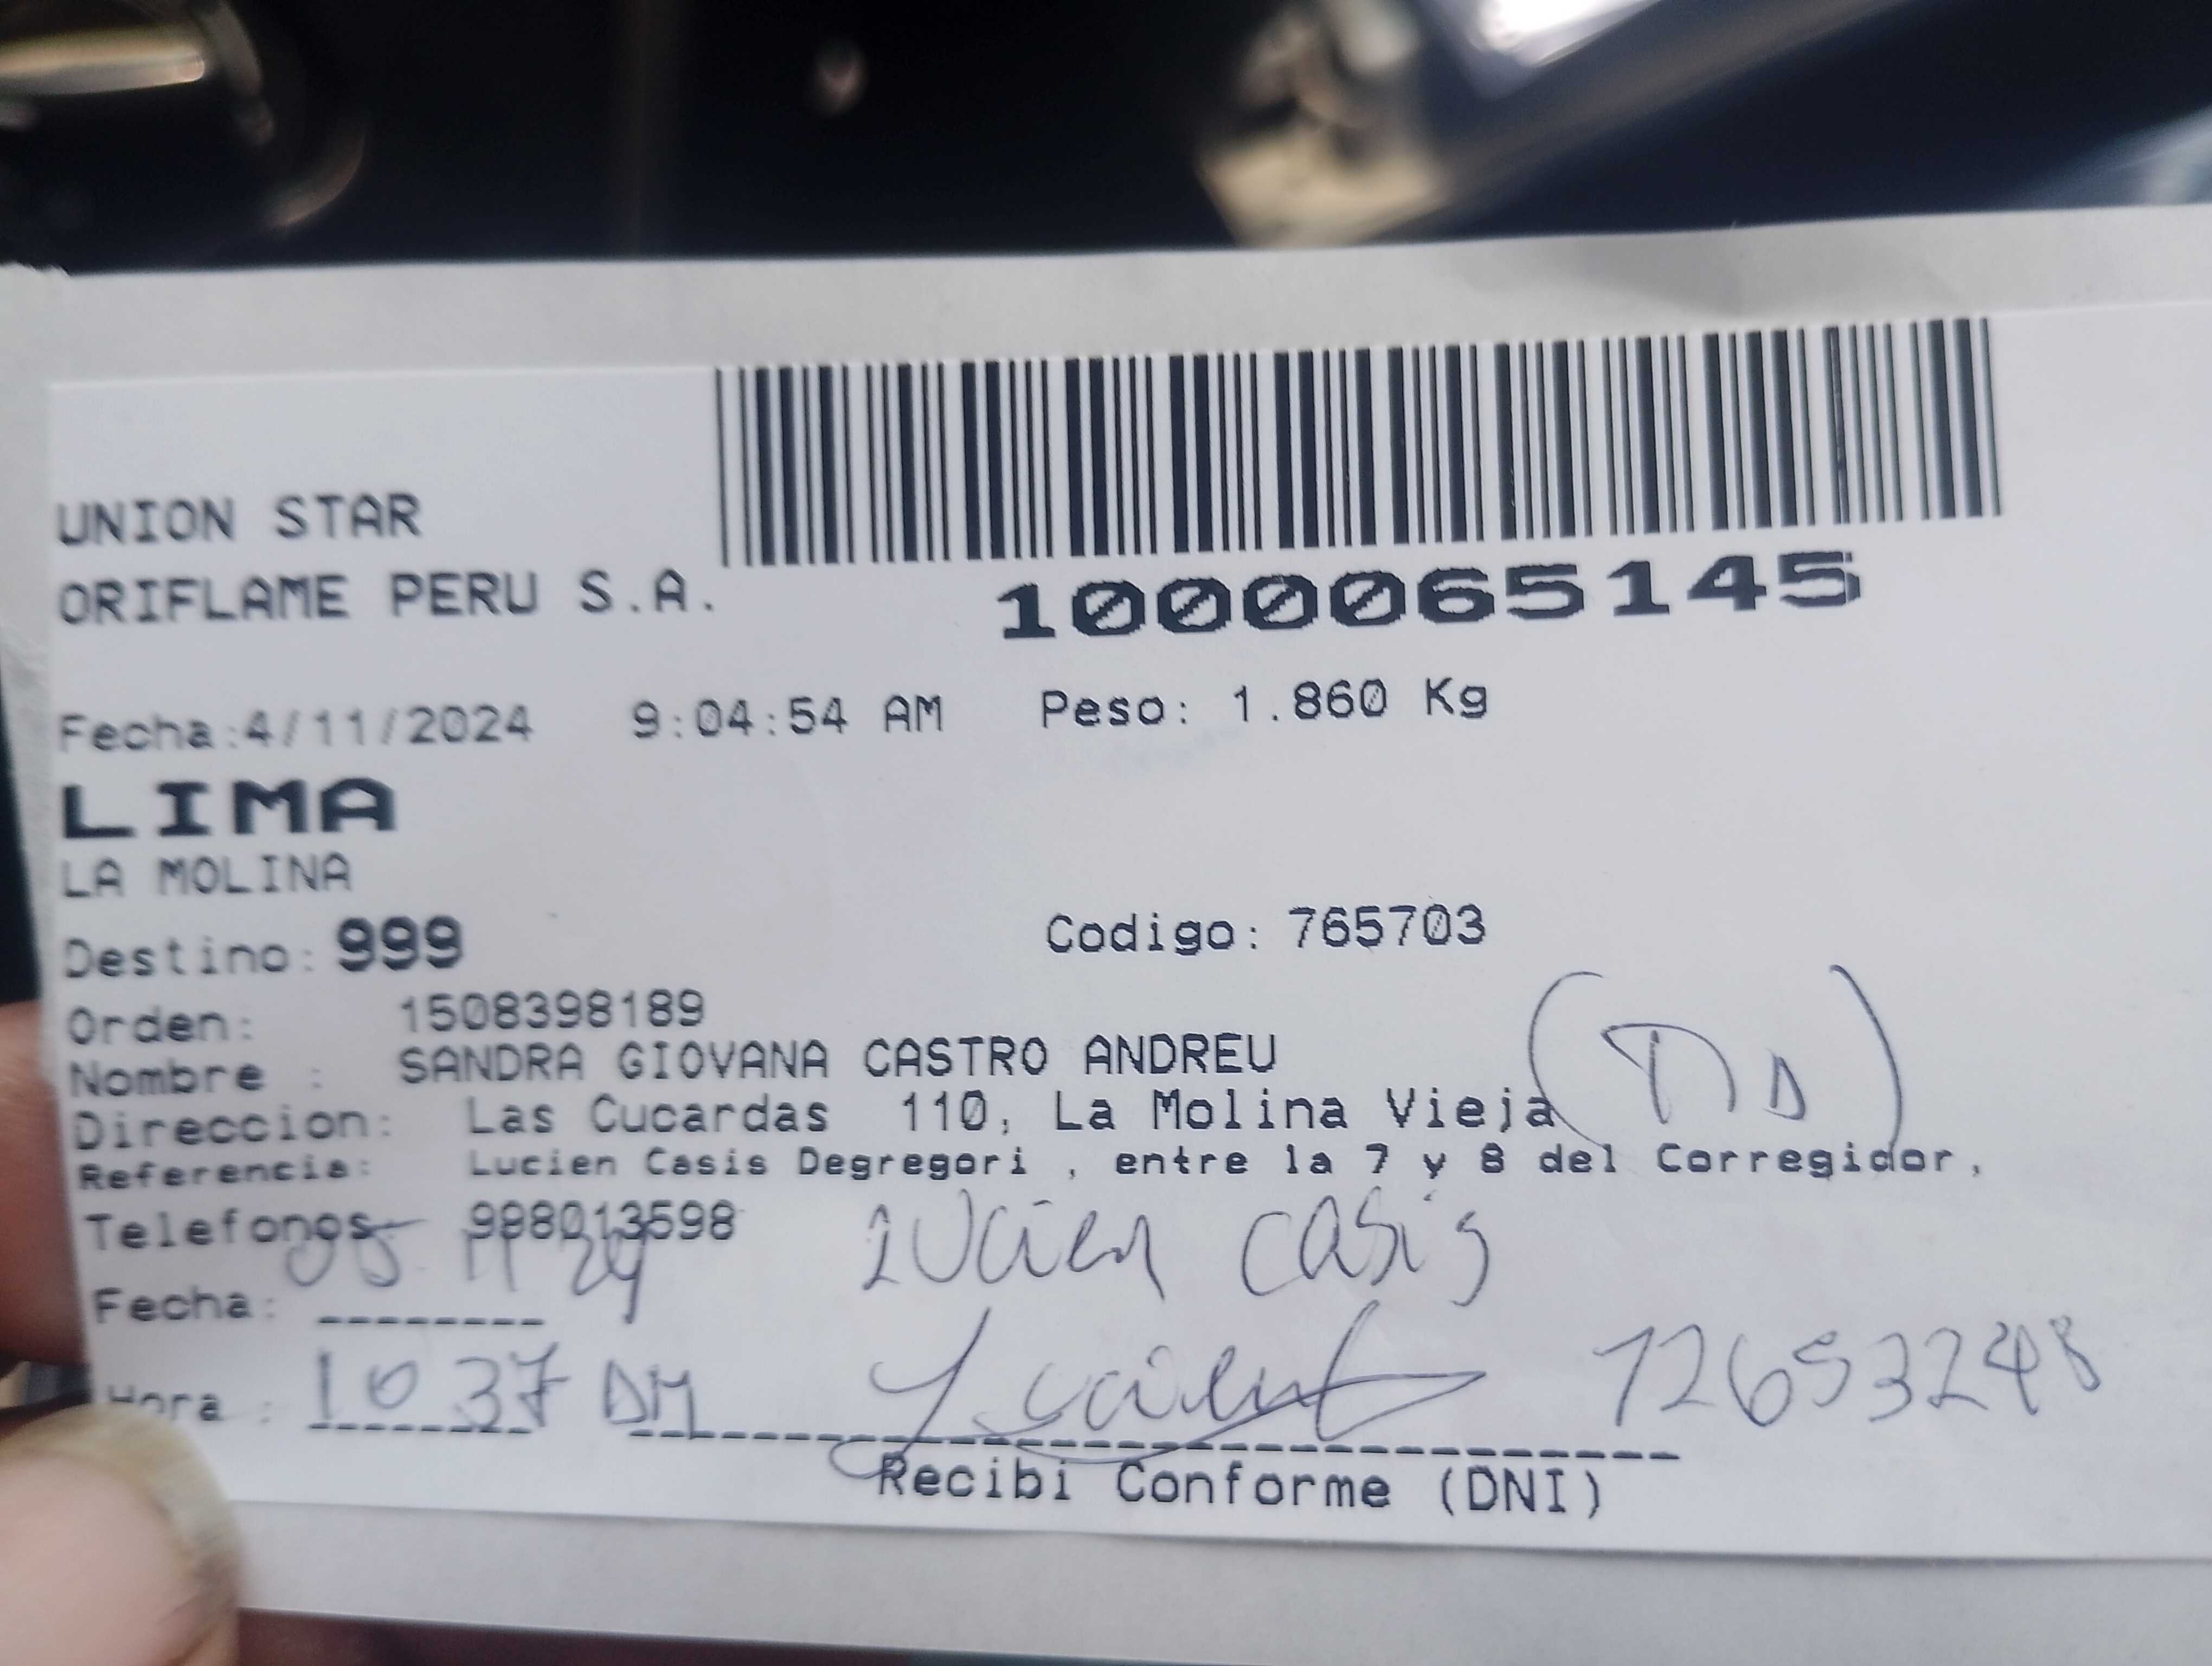 UNION STAR
ORIFLAME PERU S.A.
1000065145
Fecha:4/11/2024 9:04:54 AM Peso: 1.860 Kg
LIMA
LA MOLINA
Destino: 999 Codigo: 765703
Orden: 1508398189
Nombre : SANDRA GIOVANA CASTRO ANDREU
Direccion: Las Cucardas 110, La Molina Vieja
Referencia: Lucien Casis Degregori , entre la 7 y 8 del Corregidor,
Telefonos 998013598 Lucien Casis
Fecha: 05 11 24
Hora : 10 37 AM Lucien 72653248
Recibi Conforme (DNI)